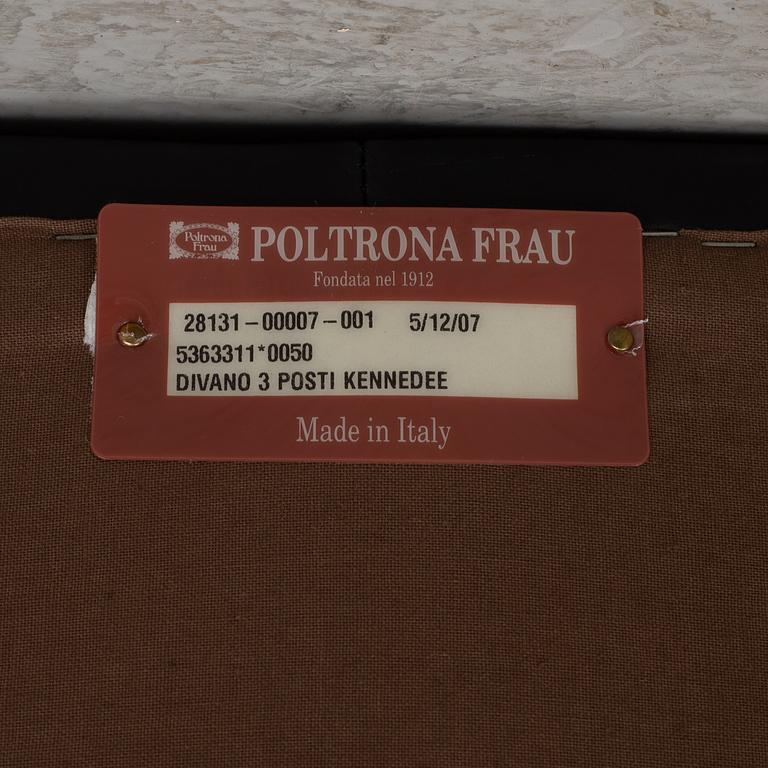 Poltrona
Frau
POLTRONA FRAU
Fondata nel 1912
28131-00007-001 5/12/07
5363311*0050
DIVANO 3 POSTI KENNEDEE
Made in Italy